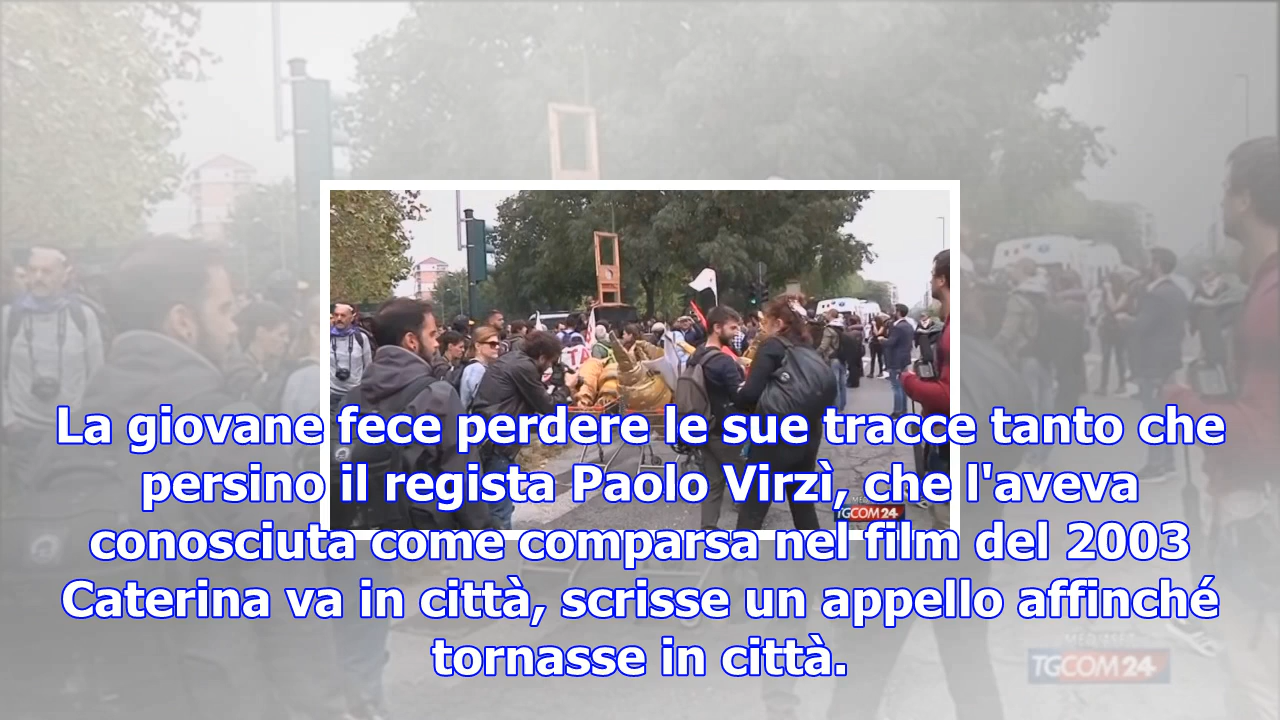 La giovane fece perdere le sue tracce tanto che
persino il regista Paolo Virzì, che l'aveva
conosciuta come comparsa nel film del 2003
Caterina va in città, scrisse un appello affinché
tornasse in città.
TGCOM24
MEDIASET
TGCOM24